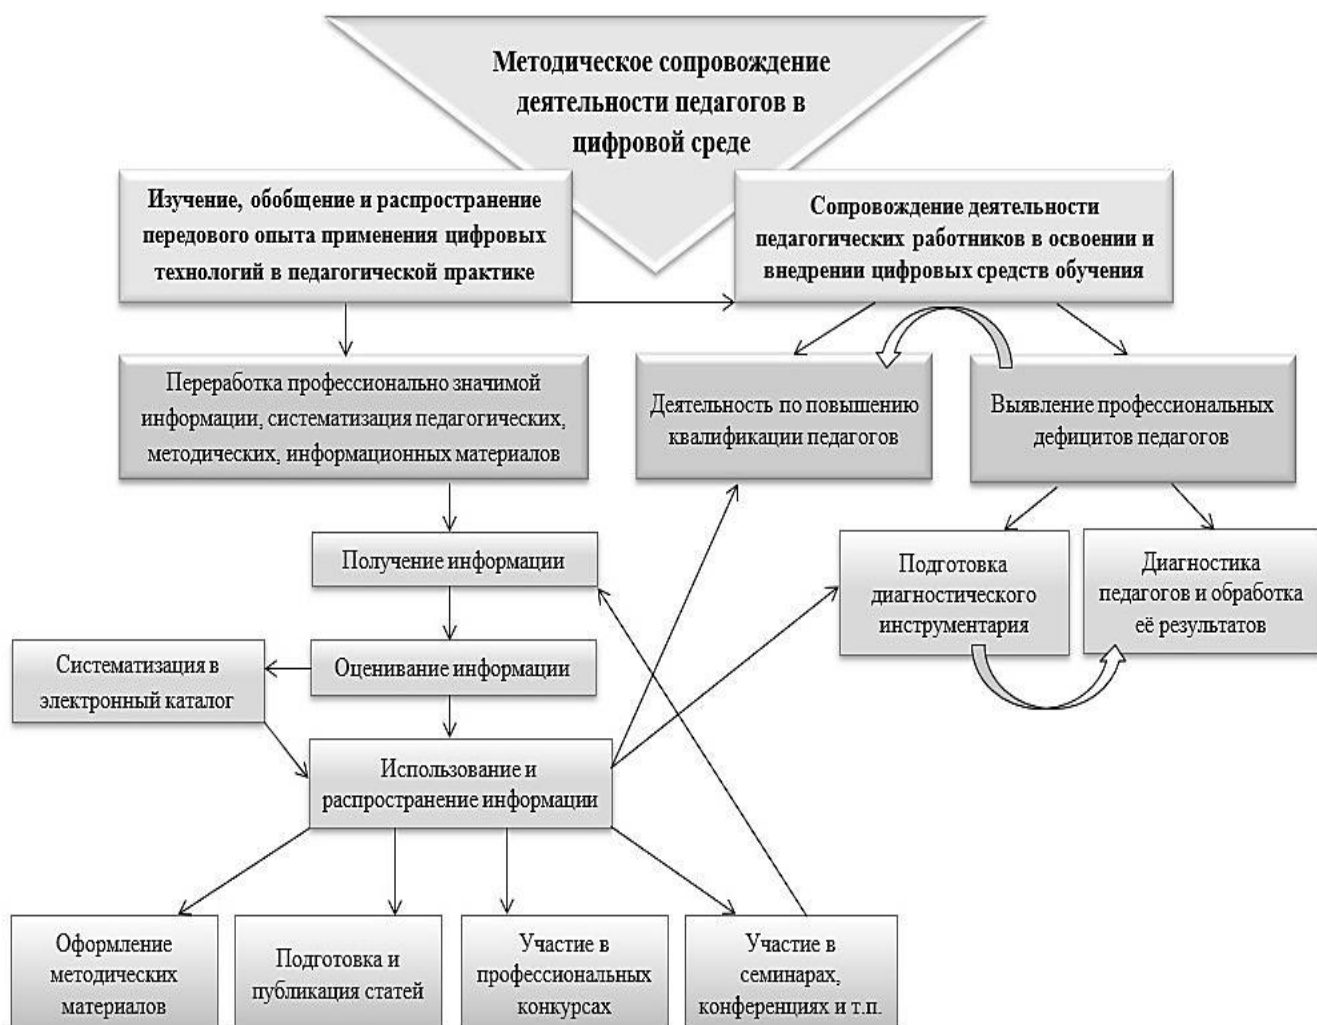 Методическое сопровождение
деятельности педагогов в
цифровой среде
Изучение, обобщение и распространение
передового опыта применения цифровых
технологий в педагогической практике
Сопровождение деятельности
педагогических работников в освоении и
внедрении цифровых средств обучения
Переработка профессионально значимой
информации, систематизация педагогических,
методических, информационных материалов
Деятельность по повышению
квалификации педагогов
Выявление профессиональных
дефицитов педагогов
Получение информации
Подготовка
диагностического
инструментария
Диагностика
педагогов и обработка
её результатов
Оценивание информации
Систематизация в
электронный каталог
Использование и
распространение информации
Оформление
методических
материалов
Подготовка и
публикация статей
Участие в
профессиональных
конкурсах
Участие в
семинарах,
конференциях и т.п.